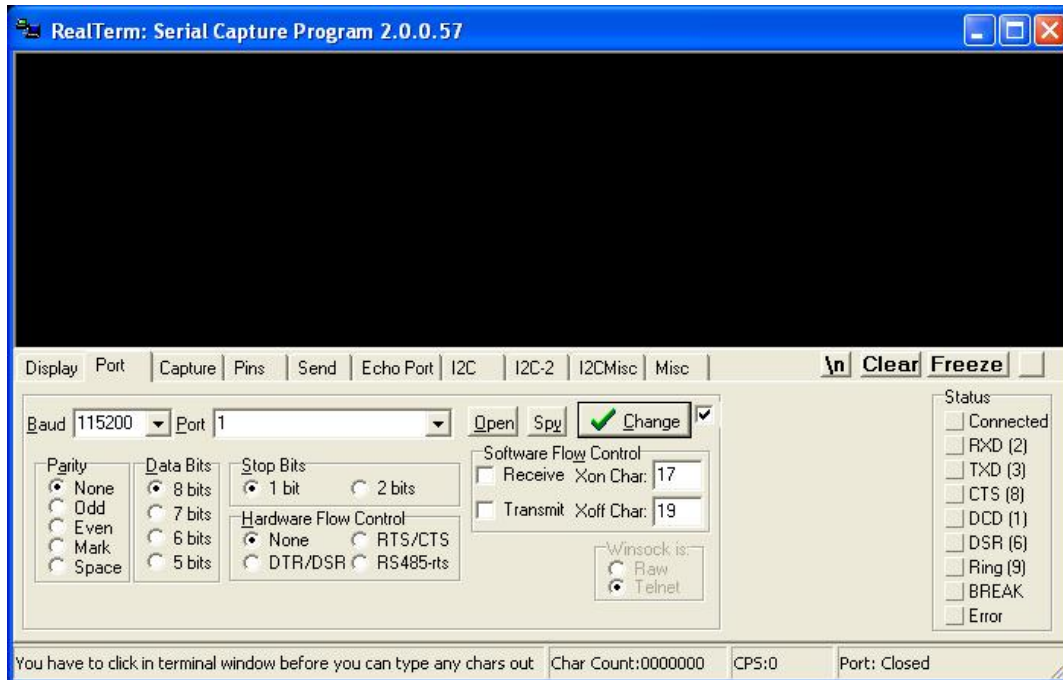 RealTerm: Serial Capture Program 2.0.0.57
Display Port Capture Pins Send Echo Port I2C I2C-2 I2CMisc Misc \n Clear Freeze
Baud 115200 Port 1 Open Spy Change
Parity
None
Odd
Even
Mark
Space
Data Bits
8 bits
7 bits
6 bits
5 bits
Stop Bits
1 bit 2 bits
Hardware Flow Control
None RTS/CTS
DTR/DSR RS485-rts
Software Flow Control
Receive Xon Char: 17
Transmit Xoff Char: 19
Winsock is:
Raw
Telnet
Status
Connected
RXD (2)
TXD (3)
CTS (8)
DCD (1)
DSR (6)
Ring (9)
BREAK
Error
You have to click in terminal window before you can type any chars out Char Count:0000000 CPS:0 Port: Closed